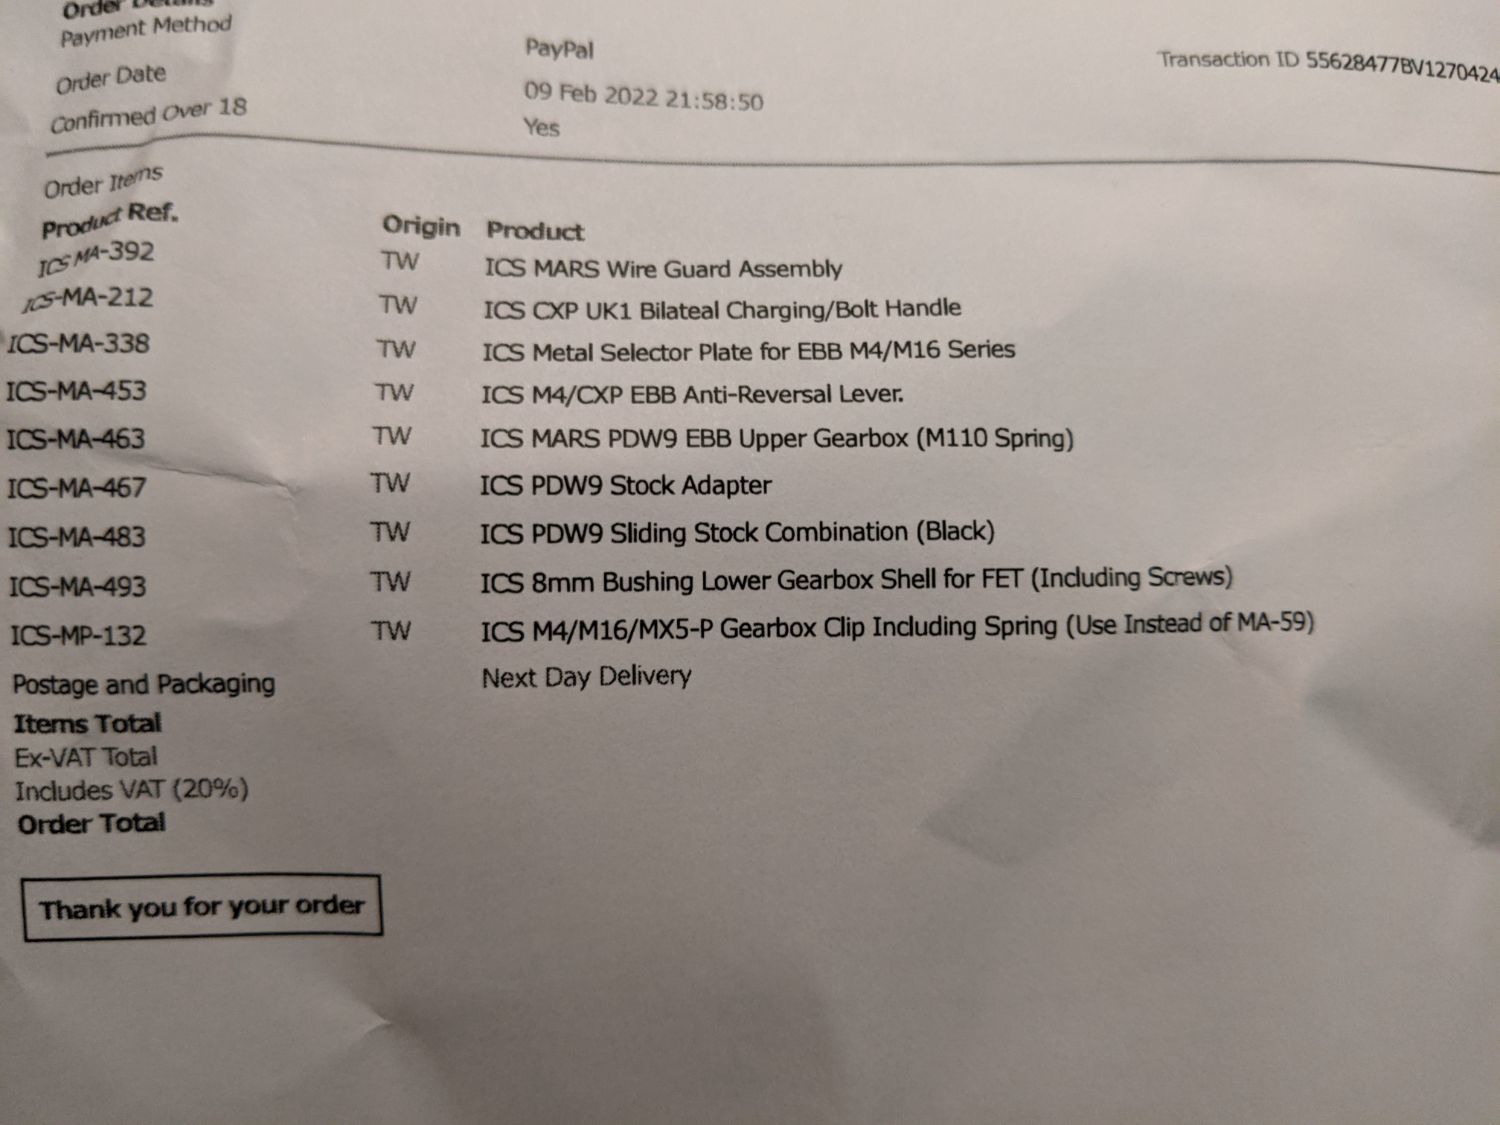 Order Details
Payment Method PayPal Transaction ID 55628477BV1270424
Order Date 09 Feb 2022 21:58:50
Confirmed Over 18 Yes
Order Items
Product Ref. Origin Product
ICS MA-392 TW ICS MARS Wire Guard Assembly
ICS-MA-212 TW ICS CXP UK1 Bilateal Charging/Bolt Handle
ICS-MA-338 TW ICS Metal Selector Plate for EBB M4/M16 Series
ICS-MA-453 TW ICS M4/CXP EBB Anti-Reversal Lever.
ICS-MA-463 TW ICS MARS PDW9 EBB Upper Gearbox (M110 Spring)
ICS-MA-467 TW ICS PDW9 Stock Adapter
ICS-MA-483 TW ICS PDW9 Sliding Stock Combination (Black)
ICS-MA-493 TW ICS 8mm Bushing Lower Gearbox Shell for FET (Including Screws)
ICS-MP-132 TW ICS M4/M16/MX5-P Gearbox Clip Including Spring (Use Instead of MA-59)
Postage and Packaging Next Day Delivery
Items Total
Ex-VAT Total
Includes VAT (20%)
Order Total
Thank you for your order